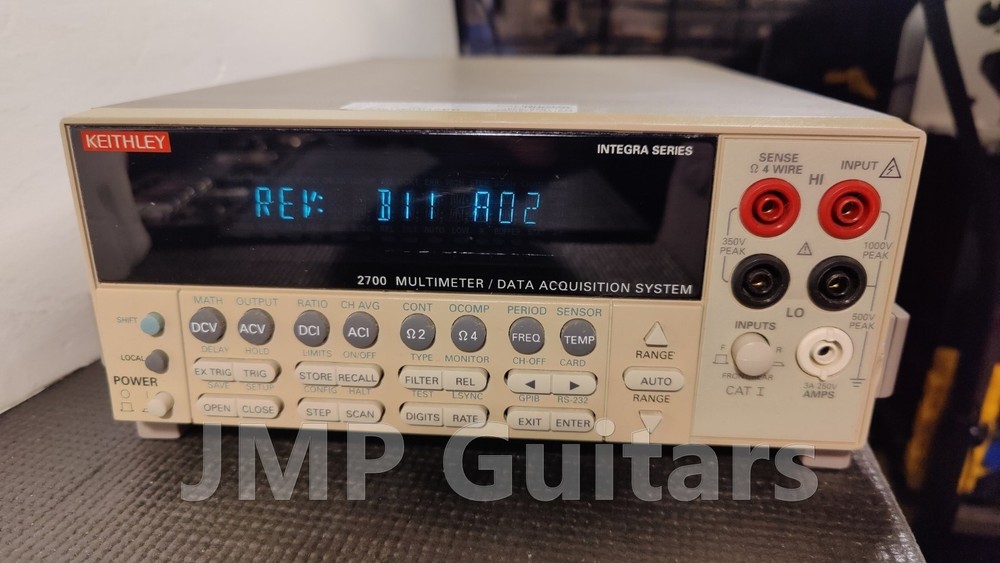 KEITHLEY
INTEGRA SERIES
REV: B11 A02
2700 MULTIMETER / DATA ACQUISITION SYSTEM
SENSE
Ω 4 WIRE
HI
INPUT
350V
PEAK
1000V
PEAK
LO
500V
PEAK
INPUTS
F R
CAT I
3A 250V
AMPS
MATH OUTPUT RATIO CH AVG CONT OCOMP PERIOD SENSOR
SHIFT DCV ACV DCI ACI Ω2 Ω4 FREQ TEMP
DELAY HOLD LIMITS ON/OFF TYPE MONITOR CH-OFF CARD
LOCAL EX TRIG TRIG STORE RECALL FILTER REL ◄ ►
SAVE SETUP CONFIG HALT TEST LSYNC GPIB RS-232
POWER OPEN CLOSE STEP SCAN DIGITS RATE EXIT ENTER
RANGE
AUTO
RANGE
JMP Guitars